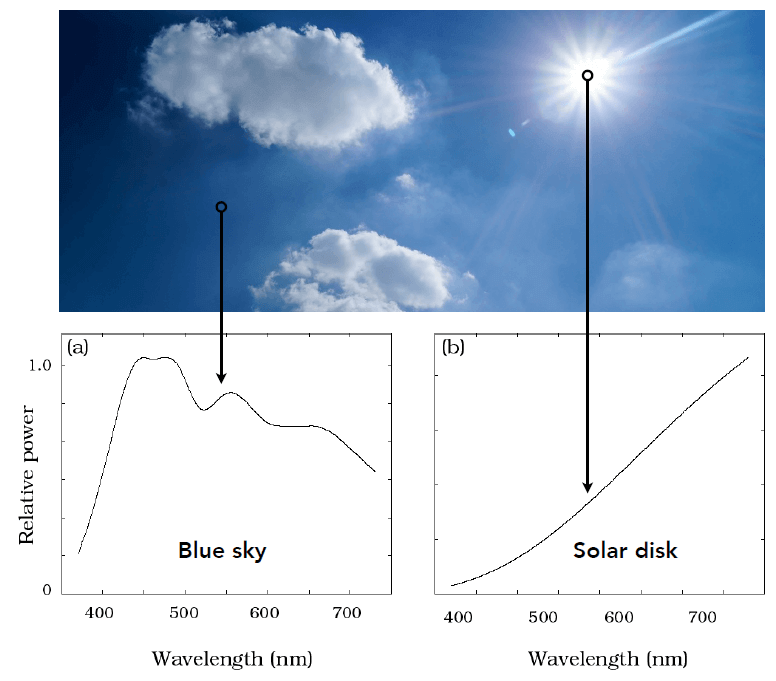 (a)
(b)
1.0
Relative power
0
Blue sky
Solar disk
400 500 600 700
400 500 600 700
Wavelength (nm)
Wavelength (nm)